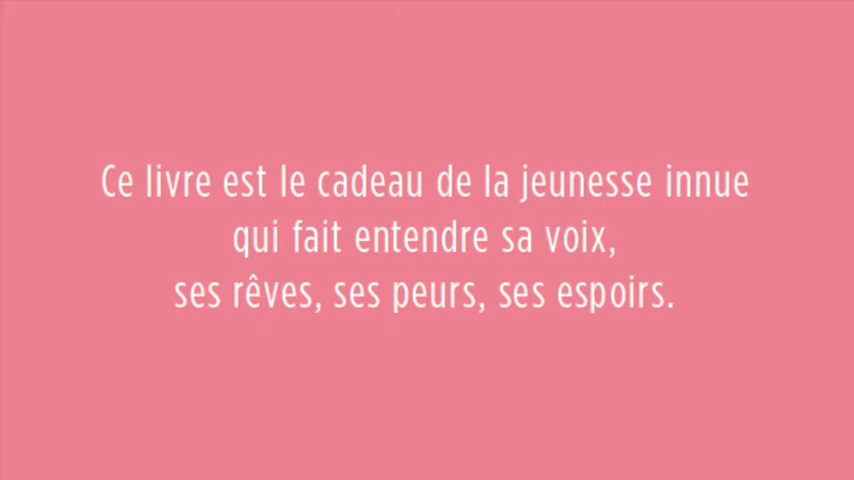 Ce livre est le cadeau de la jeunesse innue
qui fait entendre sa voix,
ses rêves, ses peurs, ses espoirs.